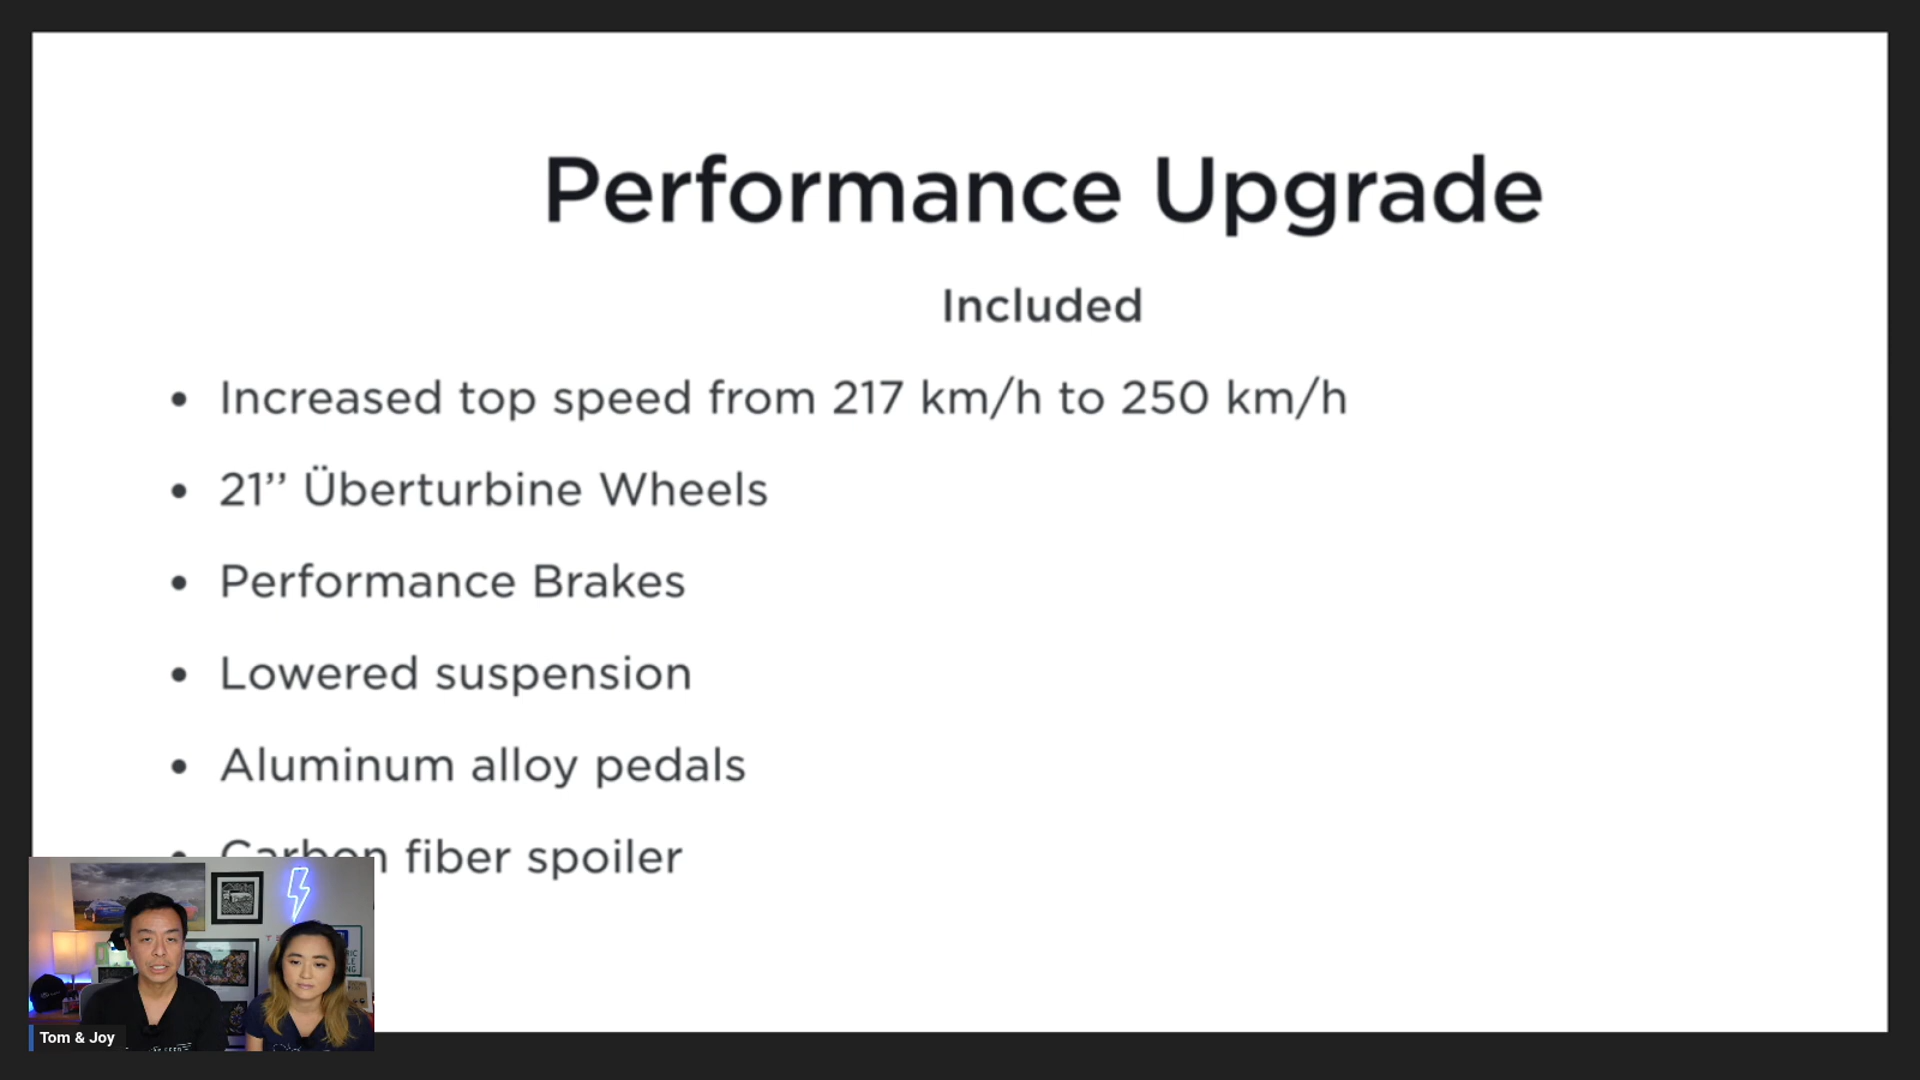 Performance Upgrade
Included
• Increased top speed from 217 km/h to 250 km/h
• 21’’ Überturbine Wheels
• Performance Brakes
• Lowered suspension
• Aluminum alloy pedals
• Carbon fiber spoiler
Tom & Joy